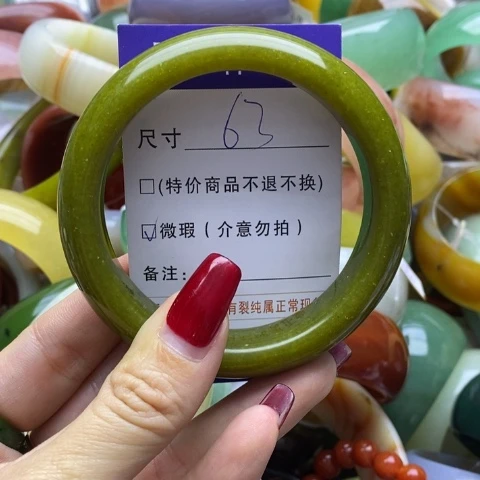 尺寸 63
□(特价商品不退不换)
☑微瑕(介意勿拍)
备注:
有裂纯属正常现